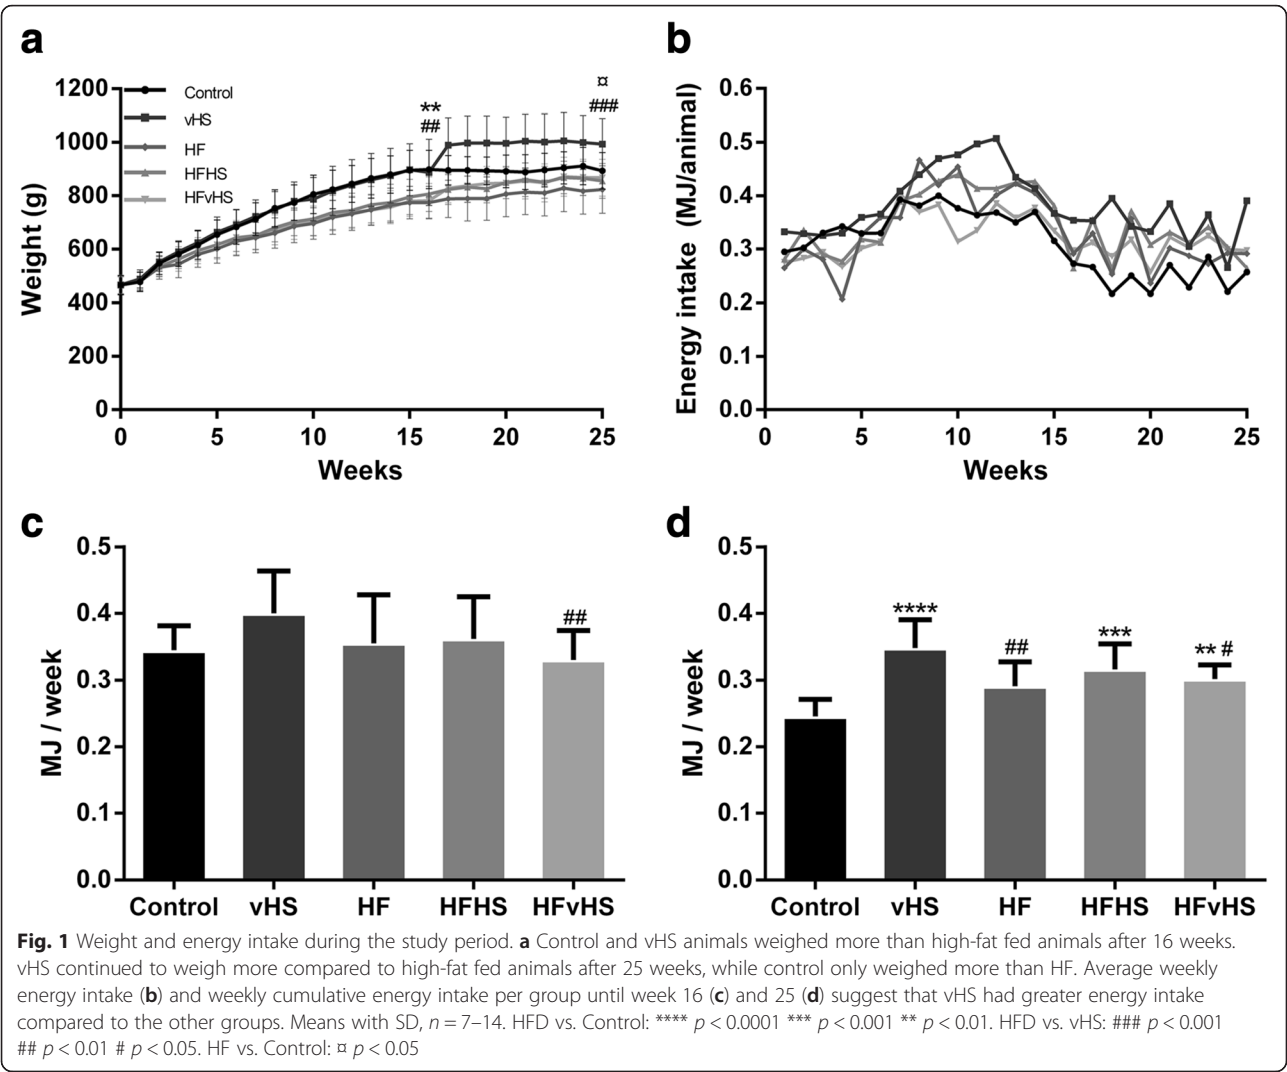 a
1200
1000
800
600
400
200
0
Weight (g)
Control
vHS
HF
HFHS
HFvHS
**
##
¤
###
0 5 10 15 20 25
Weeks
b
0.6
0.5
0.4
0.3
0.2
0.1
0.0
Energy intake (MJ/animal)
0 5 10 15 20 25
Weeks
c
0.5
0.4
0.3
0.2
0.1
0.0
MJ / week
##
Control vHS HF HFHS HFvHS
d
0.5
0.4
0.3
0.2
0.1
0.0
MJ / week
****
##
***
** #
Control vHS HF HFHS HFvHS
Fig. 1 Weight and energy intake during the study period. a Control and vHS animals weighed more than high-fat fed animals after 16 weeks.
vHS continued to weigh more compared to high-fat fed animals after 25 weeks, while control only weighed more than HF. Average weekly
energy intake (b) and weekly cumulative energy intake per group until week 16 (c) and 25 (d) suggest that vHS had greater energy intake
compared to the other groups. Means with SD, n = 7–14. HFD vs. Control: **** p < 0.0001 *** p < 0.001 ** p < 0.01. HFD vs. vHS: ### p < 0.001
## p < 0.01 # p < 0.05. HF vs. Control: ¤ p < 0.05